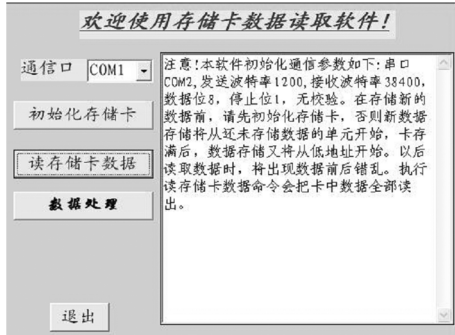 欢迎使用存储卡数据读取软件!
通信口 COM1
初始化存储卡
读存储卡数据
数据处理
退出
注意!本软件初始化通信参数如下:串口
COM2,发送波特率1200,接收波特率38400,
数据位8,停止位1,无校验。在存储新的
数据前,请先初始化存储卡,否则新数据
存储将从还未存储数据的单元开始,卡存
满后,数据存储又将从低地址开始。以后
读取数据时,将出现数据前后错乱。执行
读存储卡数据命令会把卡中数据全部读
出。